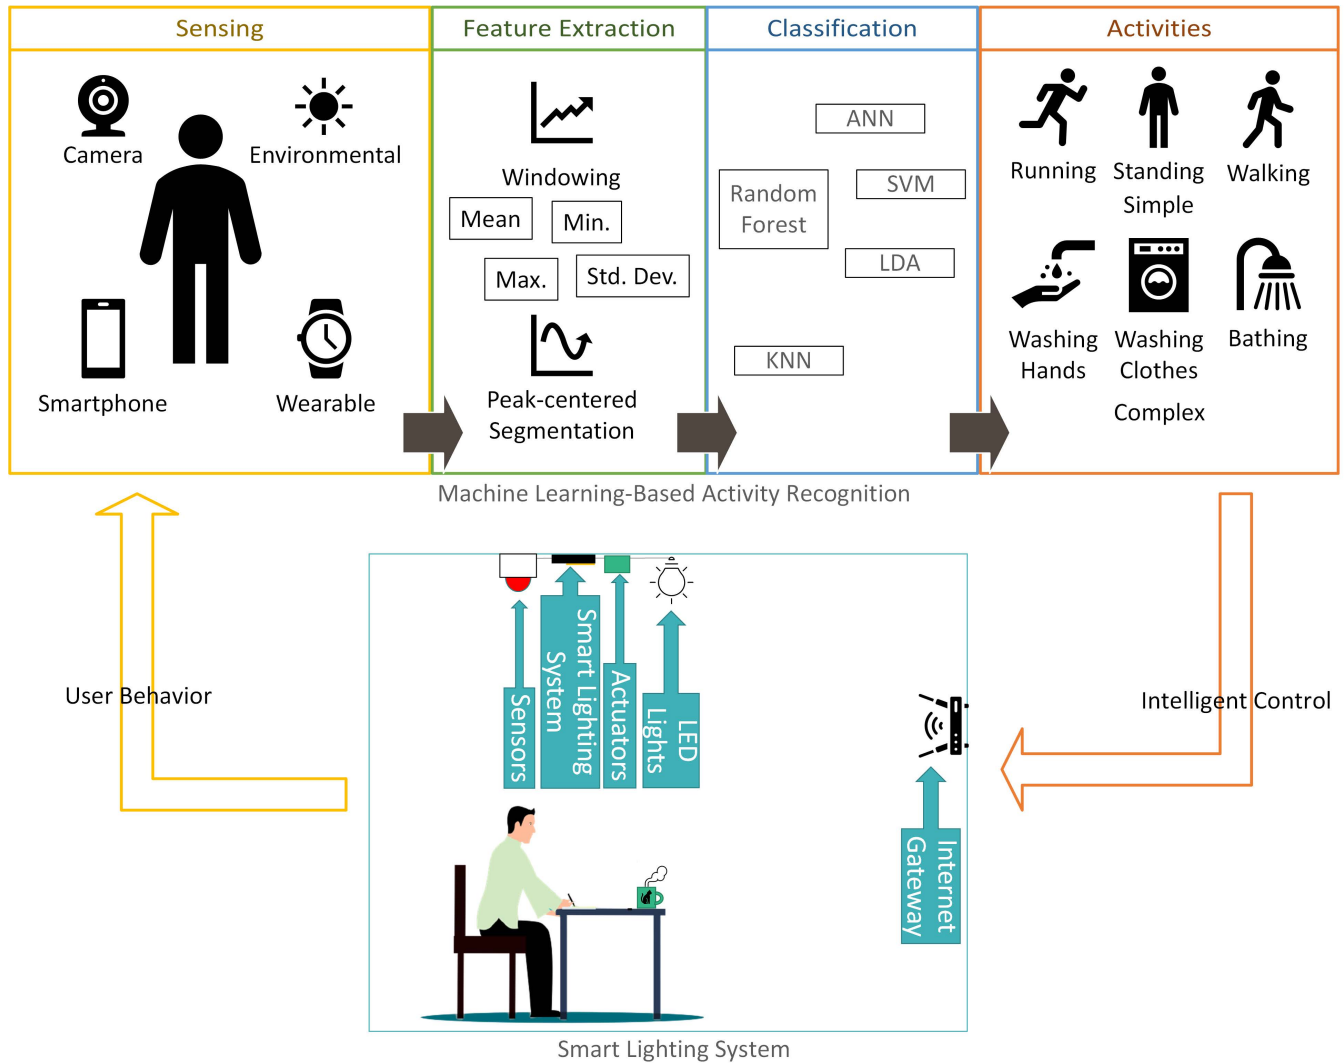 Sensing
Feature Extraction
Classification
Activities
Camera
Environmental
Smartphone
Wearable
Windowing
Mean
Min.
Max.
Std. Dev.
Peak-centered
Segmentation
ANN
Random
Forest
SVM
LDA
KNN
Running
Standing
Walking
Simple
Washing
Hands
Washing
Clothes
Bathing
Complex
Machine Learning-Based Activity Recognition
User Behavior
Intelligent Control
Sensors
Smart Lighting
System
Actuators
LED
Lights
Internet
Gateway
Smart Lighting System